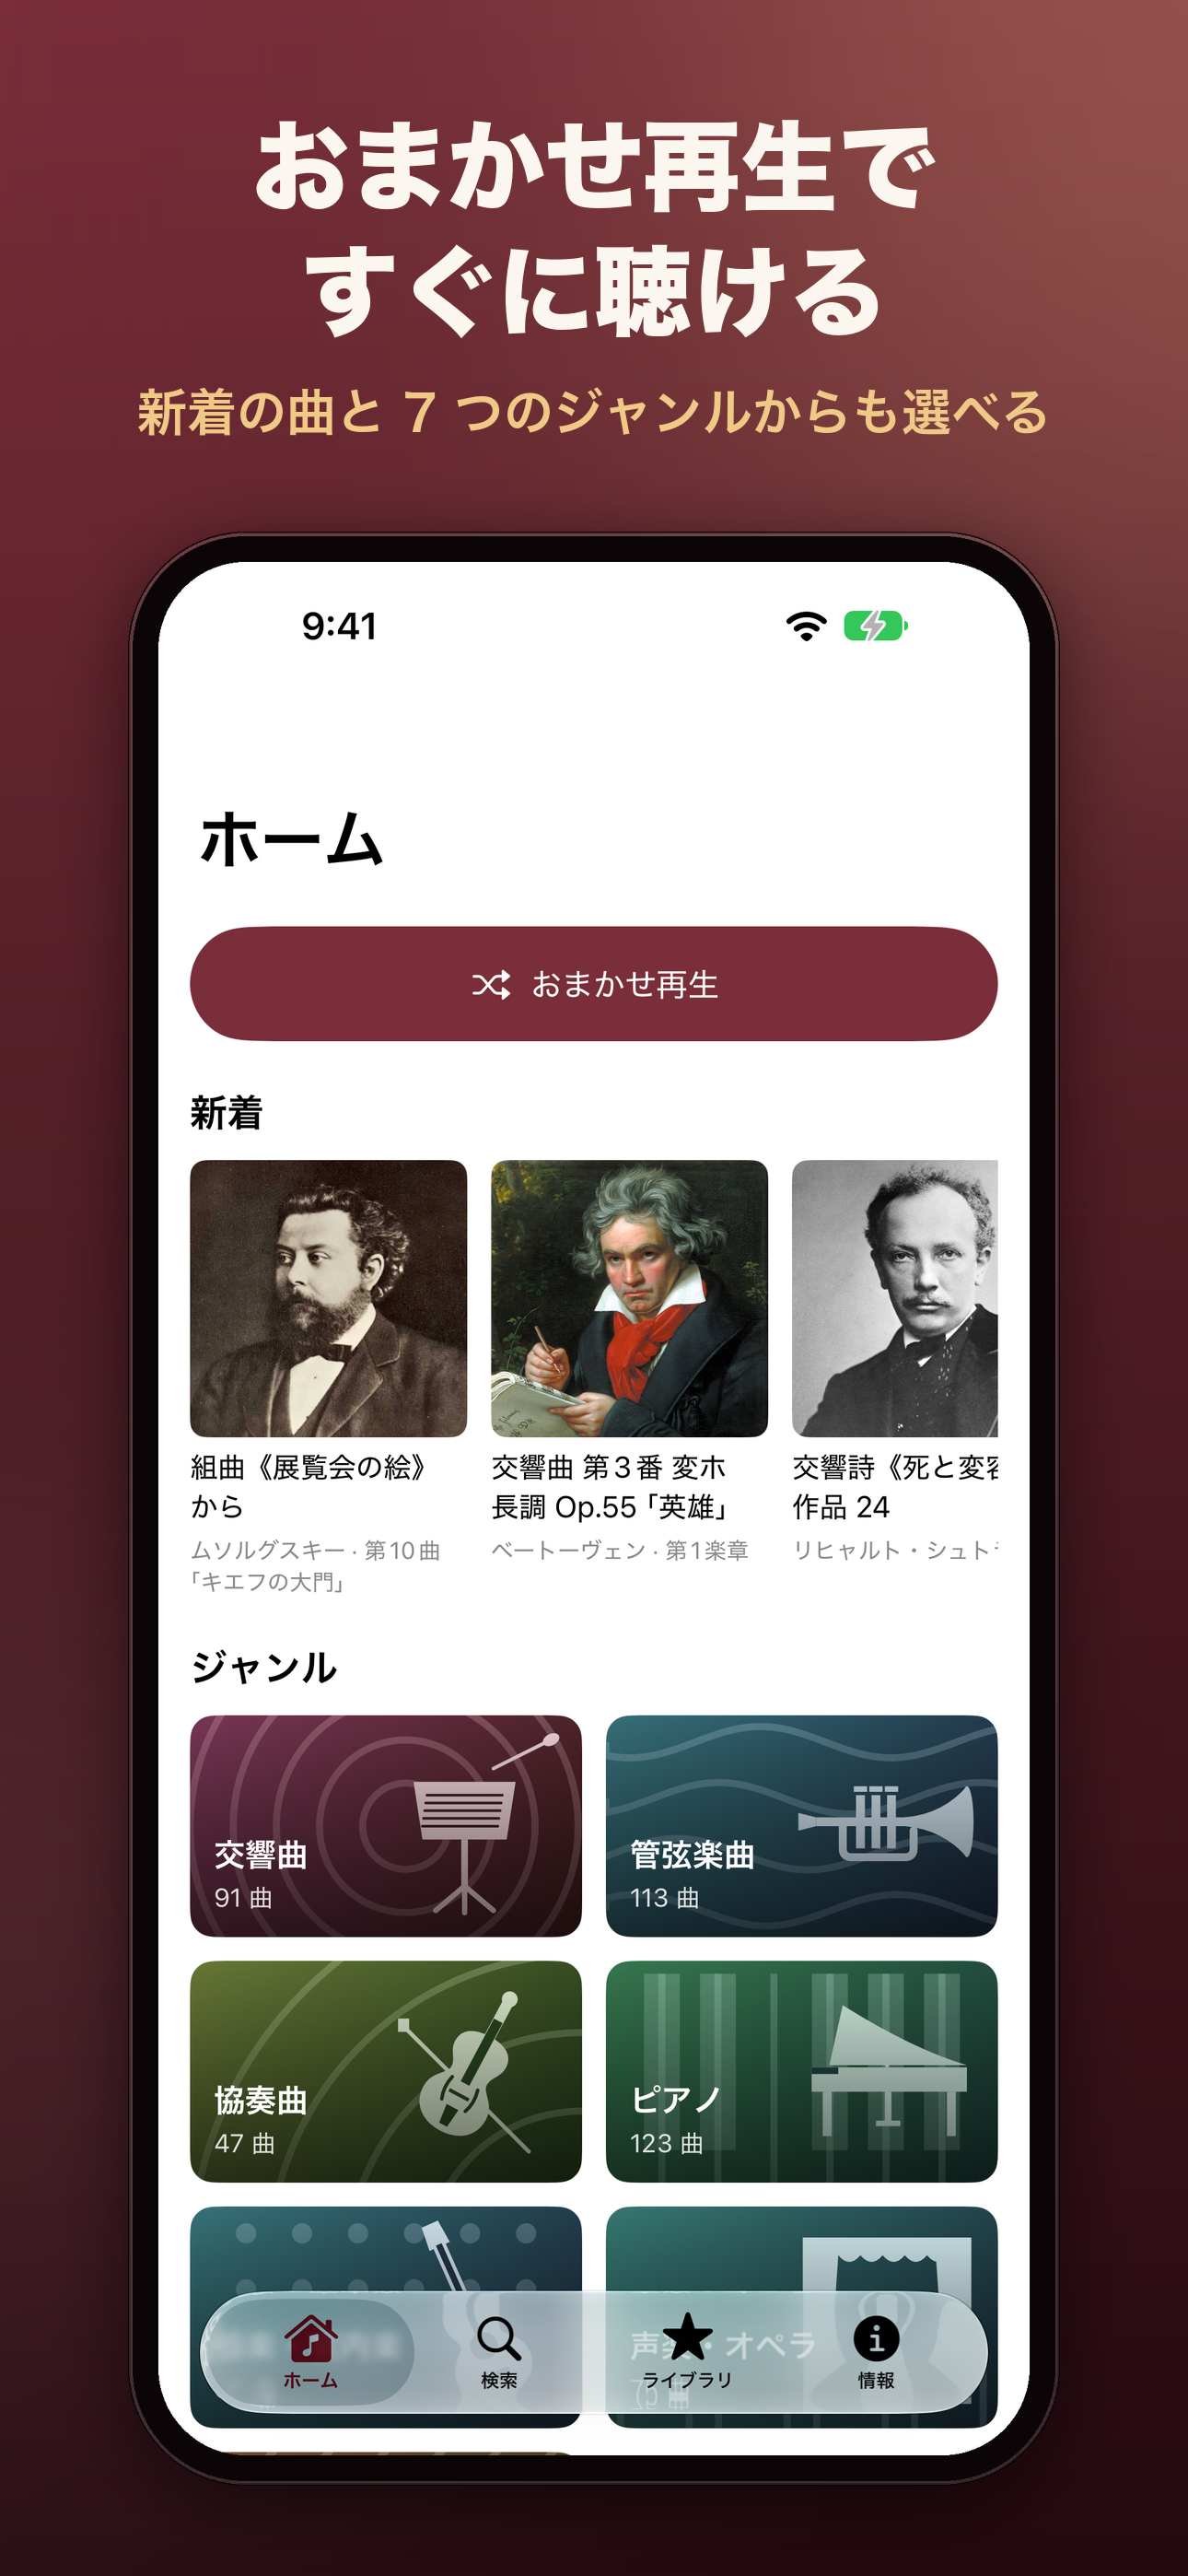 おまかせ再生で
すぐに聴ける
新着の曲と 7 つのジャンルからも選べる
9:41
ホーム
おまかせ再生
新着
組曲《展覧会の絵》
から
ムソルグスキー · 第10曲
「キエフの大門」
交響曲 第3番 変ホ
長調 Op.55「英雄」
ベートーヴェン · 第1楽章
交響詩《死と変容
作品 24
リヒャルト・シュト
ジャンル
交響曲
91 曲
管弦楽曲
113 曲
協奏曲
47 曲
ピアノ
123 曲
声楽・オペラ
ホーム
検索
ライブラリ
情報